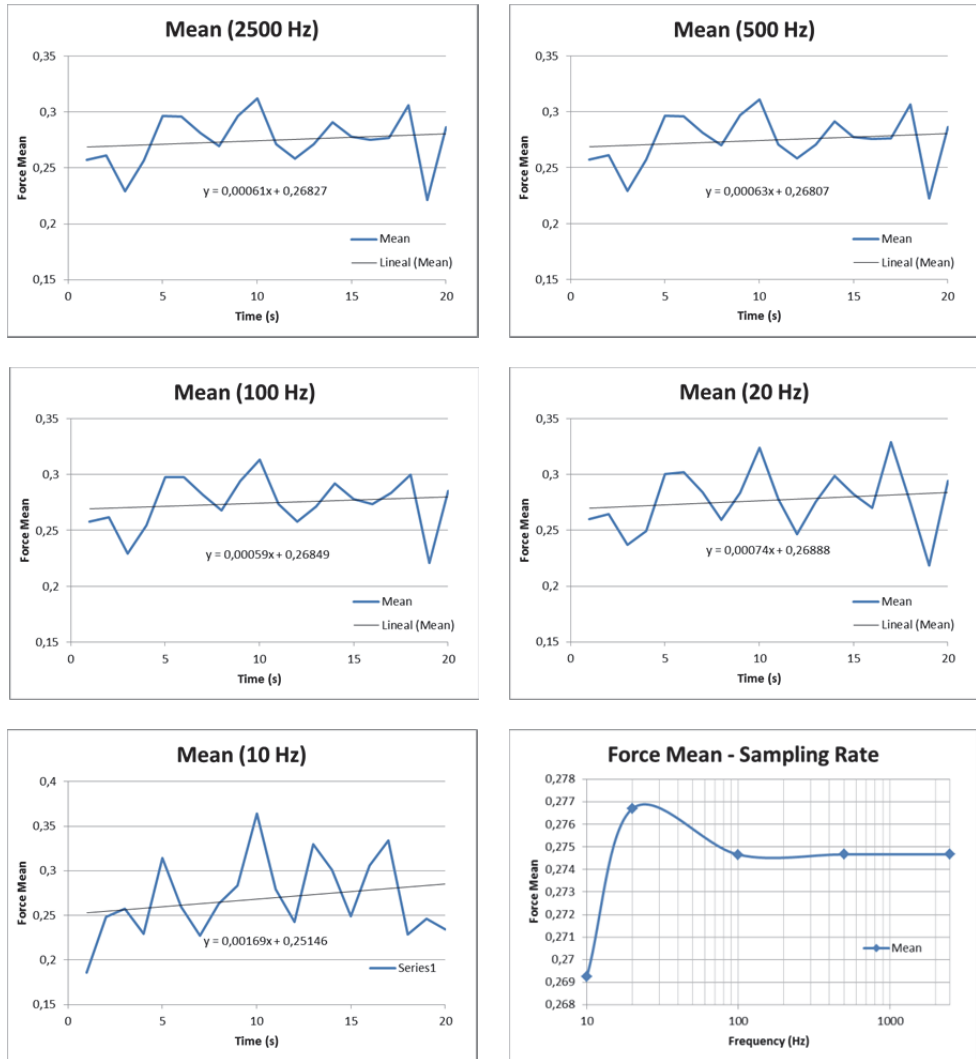 Mean (2500 Hz)
0,35
0,3
0,25
0,2
0,15
Force Mean
y = 0,00061x + 0,26827
Mean
Lineal (Mean)
0 5 10 15 20
Time (s)
Mean (500 Hz)
0,35
0,3
0,25
0,2
0,15
Force Mean
y = 0,00063x + 0,26807
Mean
Lineal (Mean)
0 5 10 15 20
Time (s)
Mean (100 Hz)
0,35
0,3
0,25
0,2
0,15
Force Mean
y = 0,00059x + 0,26849
Mean
Lineal (Mean)
0 5 10 15 20
Time (s)
Mean (20 Hz)
0,35
0,3
0,25
0,2
0,15
Force Mean
y = 0,00074x + 0,26888
Mean
Lineal (Mean)
0 5 10 15 20
Time (s)
Mean (10 Hz)
0,4
0,35
0,3
0,25
0,2
0,15
Force Mean
y = 0,00169x + 0,25146
Series1
0 5 10 15 20
Time (s)
Force Mean - Sampling Rate
0,278
0,277
0,276
0,275
0,274
0,273
0,272
0,271
0,27
0,269
0,268
Force Mean
Mean
10 100 1000
Frequency (Hz)